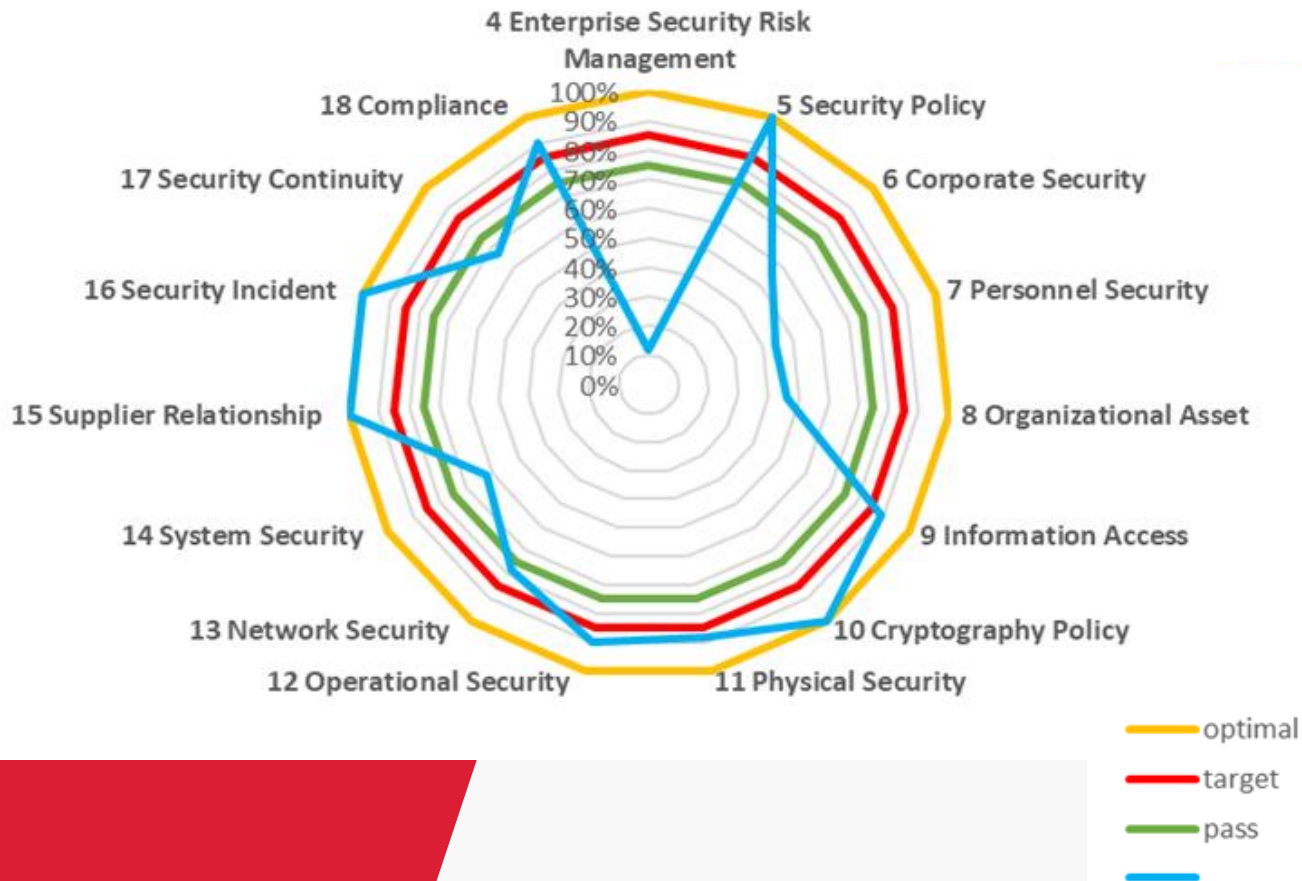 4 Enterprise Security Risk
Management
100%
90%
80%
70%
60%
50%
40%
30%
20%
10%
0%
5 Security Policy
6 Corporate Security
7 Personnel Security
8 Organizational Asset
9 Information Access
10 Cryptography Policy
11 Physical Security
12 Operational Security
13 Network Security
14 System Security
15 Supplier Relationship
16 Security Incident
17 Security Continuity
18 Compliance
optimal
target
pass